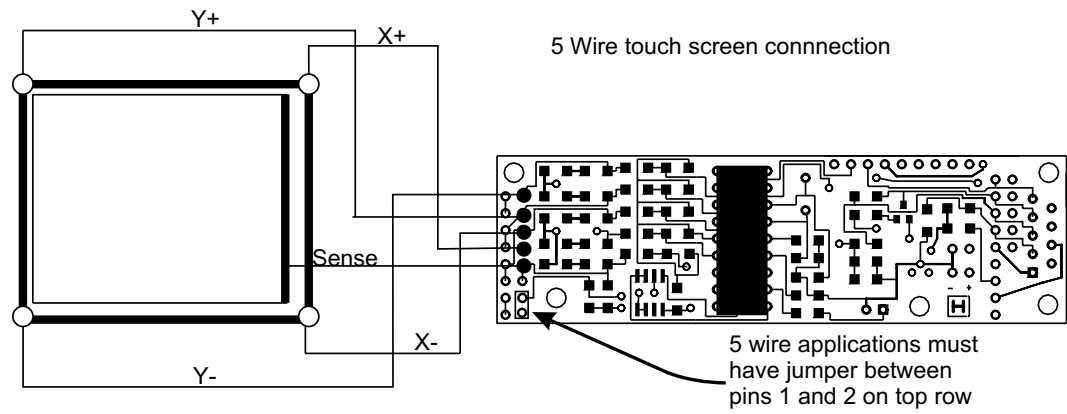 Y+
X+
5 Wire touch screen connnection
Sense
- +
H
X-
Y-
5 wire applications must
have jumper between
pins 1 and 2 on top row